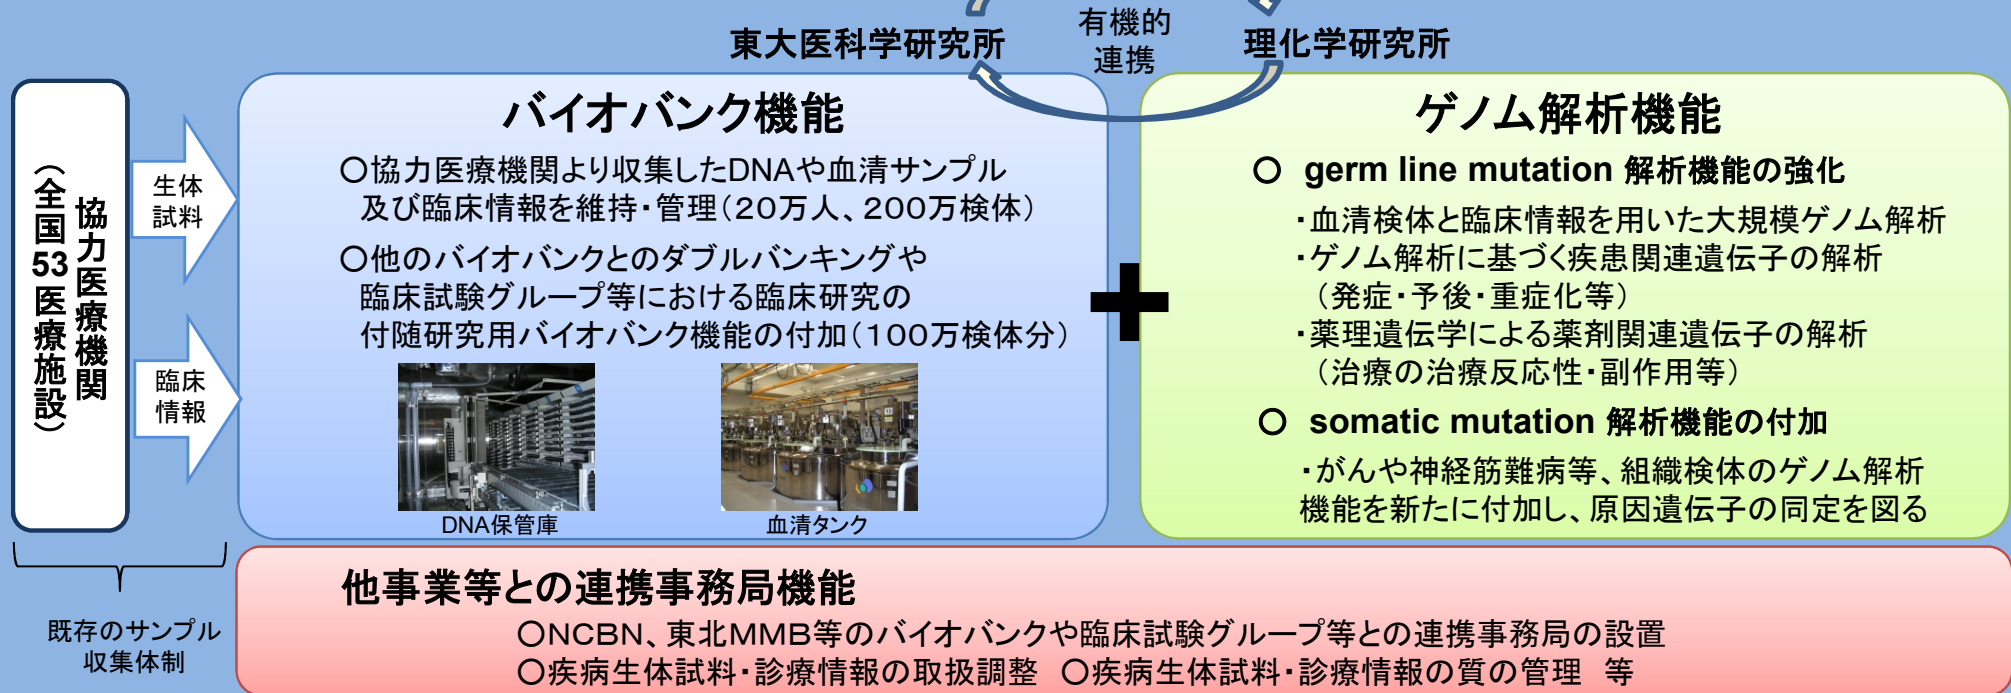 東大医科学研究所
有機的
連携
理化学研究所
協力医療機関
（全国53医療施設）
生体
試料
臨床
情報
既存のサンプル
収集体制
バイオバンク機能
○協力医療機関より収集したDNAや血清サンプル
及び臨床情報を維持・管理（20万人、200万検体）
○他のバイオバンクとのダブルバンキングや
臨床試験グループ等における臨床研究の
付随研究用バイオバンク機能の付加（100万検体分）
DNA保管庫
血清タンク
+
ゲノム解析機能
○ germ line mutation 解析機能の強化
・血清検体と臨床情報を用いた大規模ゲノム解析
・ゲノム解析に基づく疾患関連遺伝子の解析
（発症・予後・重症化等）
・薬理遺伝学による薬剤関連遺伝子の解析
（治療の治療反応性・副作用等）
○ somatic mutation 解析機能の付加
・がんや神経筋難病等、組織検体のゲノム解析
機能を新たに付加し、原因遺伝子の同定を図る
他事業等との連携事務局機能
○NCBN、東北MMB等のバイオバンクや臨床試験グループ等との連携事務局の設置
○疾病生体試料・診療情報の取扱調整 ○疾病生体試料・診療情報の質の管理 等